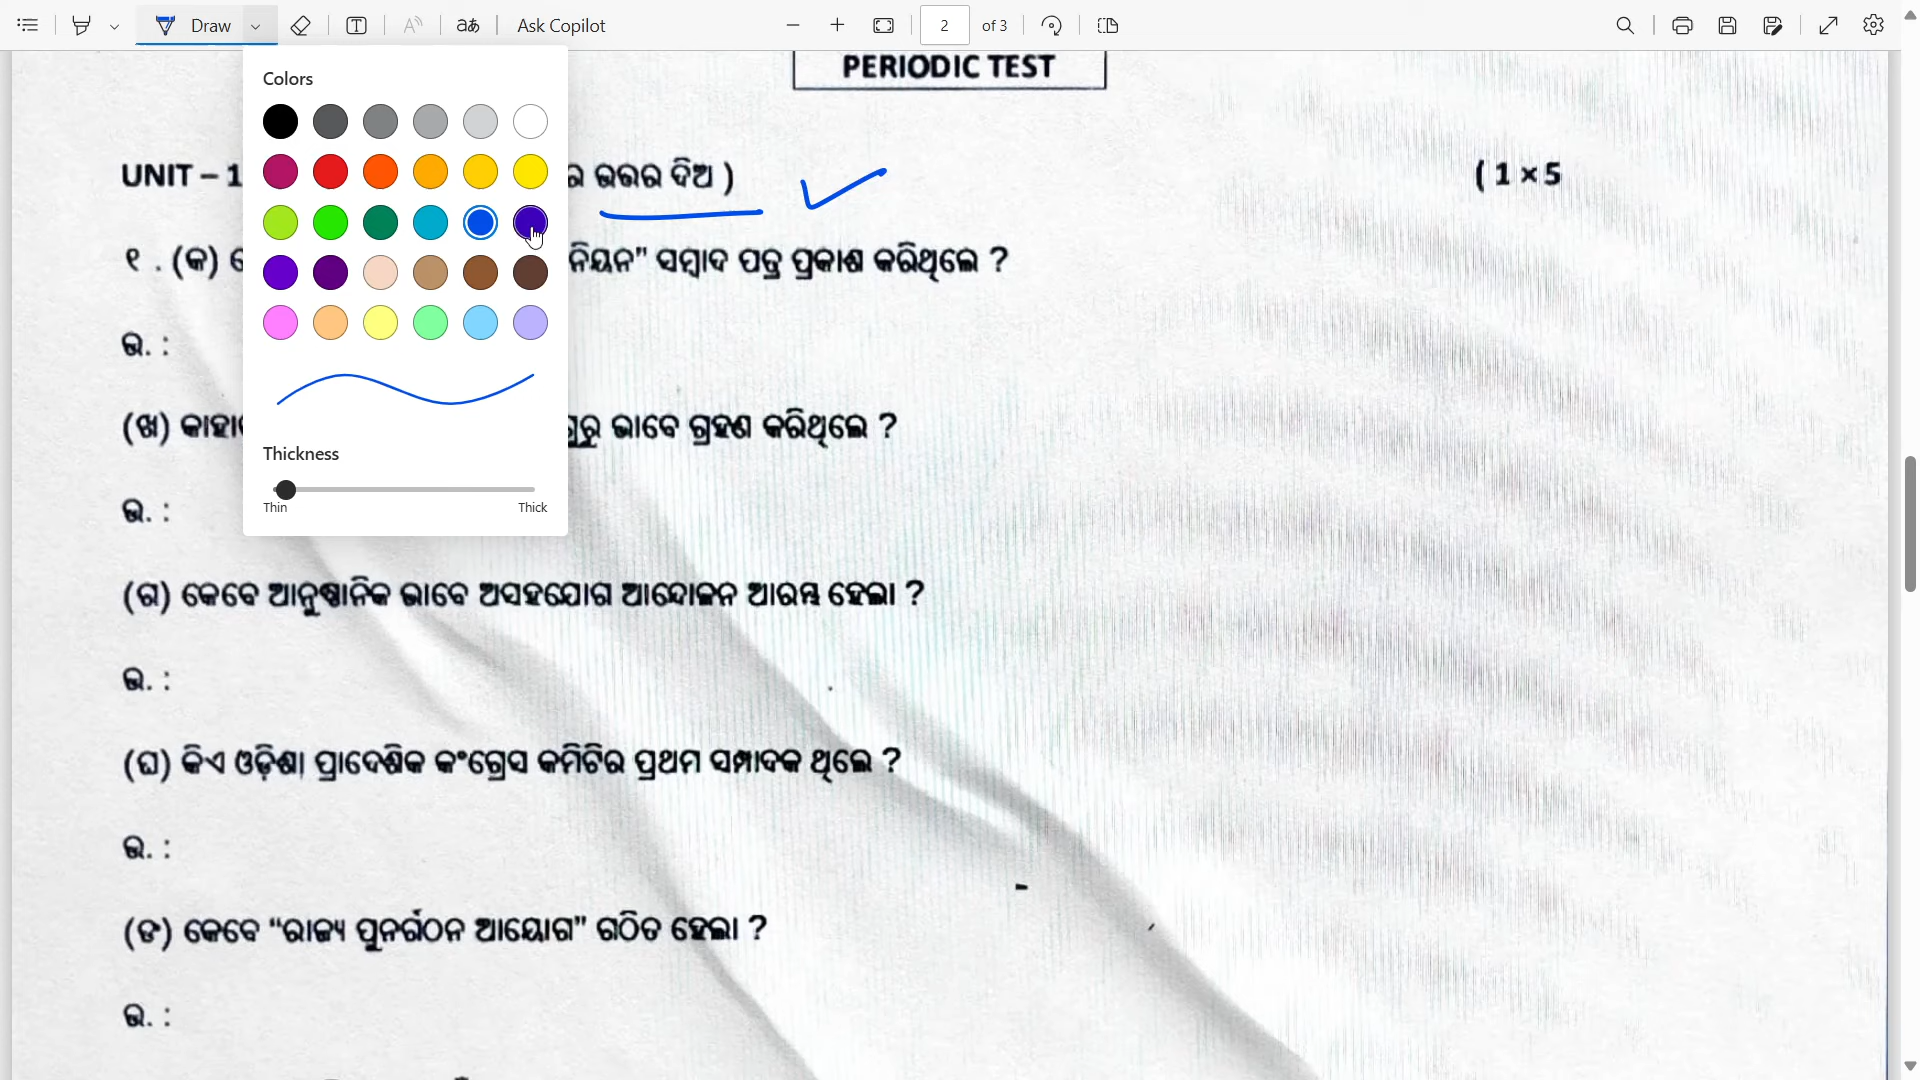 Draw
Ask Copilot
2 of 3
PERIODIC TEST
Colors
UNIT – 1 ଉତ୍ତର ଦିଅ ) ( 1 × 5
୧ . (କ) ନିୟନ" ସମ୍ବାଦ ପତ୍ର ପ୍ରକାଶ କରିଥିଲେ ?
ଉ. :
(ଖ) ଭାବେ ଗ୍ରହଣ କରିଥିଲେ ?
Thickness
Thin Thick
ଉ. :
(ଗ) କେବେ ଆନୁଷ୍ଠାନିକ ଭାବେ ଅସହଯୋଗ ଆନ୍ଦୋଳନ ଆରମ୍ଭ ହେଲା ?
ଉ. :
(ଘ) କିଏ ଓଡ଼ିଶା ପ୍ରାଦେଶିକ କଂଗ୍ରେସ କମିଟିର ପ୍ରଥମ ସମ୍ପାଦକ ଥିଲେ ?
ଉ. :
(ଙ) କେବେ “ରାଜ୍ୟ ପୁନର୍ଗଠନ ଆୟୋଗ” ଗଠିତ ହେଲା ?
ଉ. :